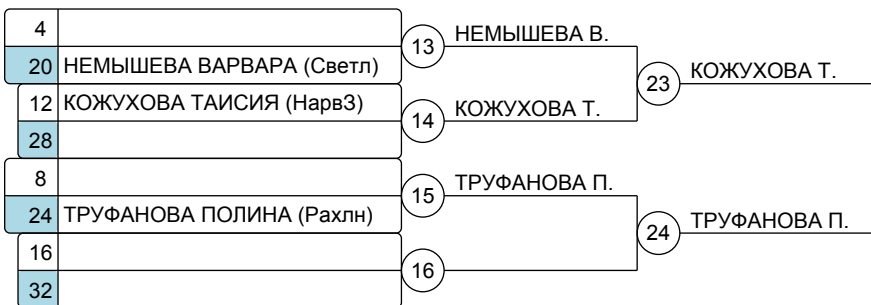 4
13 НЕМЫШЕВА В.
20 НЕМЫШЕВА ВАРВАРА (Светл)
23 КОЖУХОВА Т.
12 КОЖУХОВА ТАИСИЯ (НарвЗ)
14 КОЖУХОВА Т.
28
8
15 ТРУФАНОВА П.
24 ТРУФАНОВА ПОЛИНА (Рахлн)
24 ТРУФАНОВА П.
16
16
32